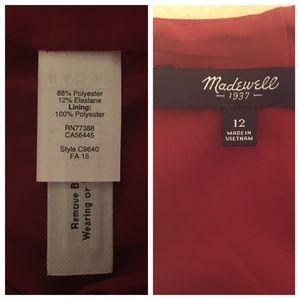 88% Polyester
12% Elastane
Lining:
100% Polyester
RN77388
CA56445
Style C9640
FA 15
Remove B
Wearing or
Madewell
1937
12
MADE IN
VIETNAM